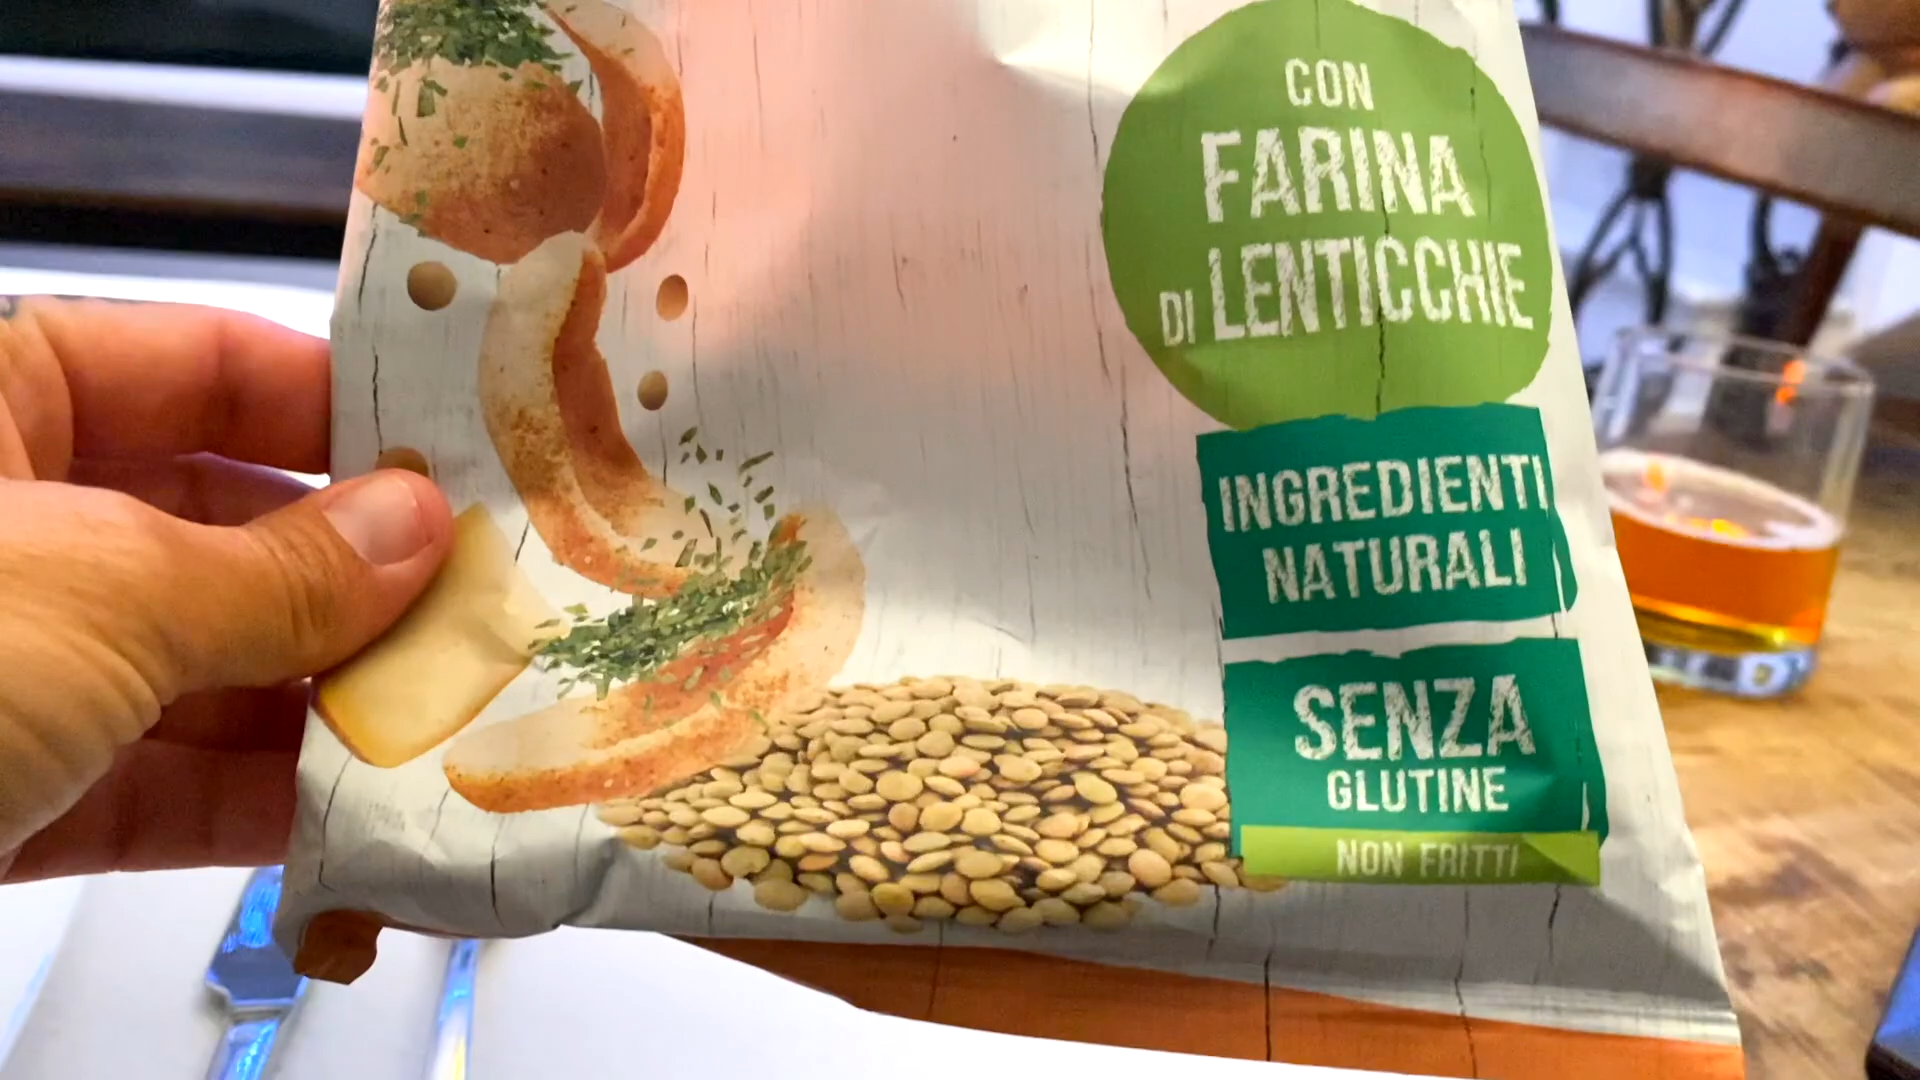 CON
FARINA
DI LENTICCHIE
INGREDIENTI
NATURALI
SENZA
GLUTINE
NON FRITTI